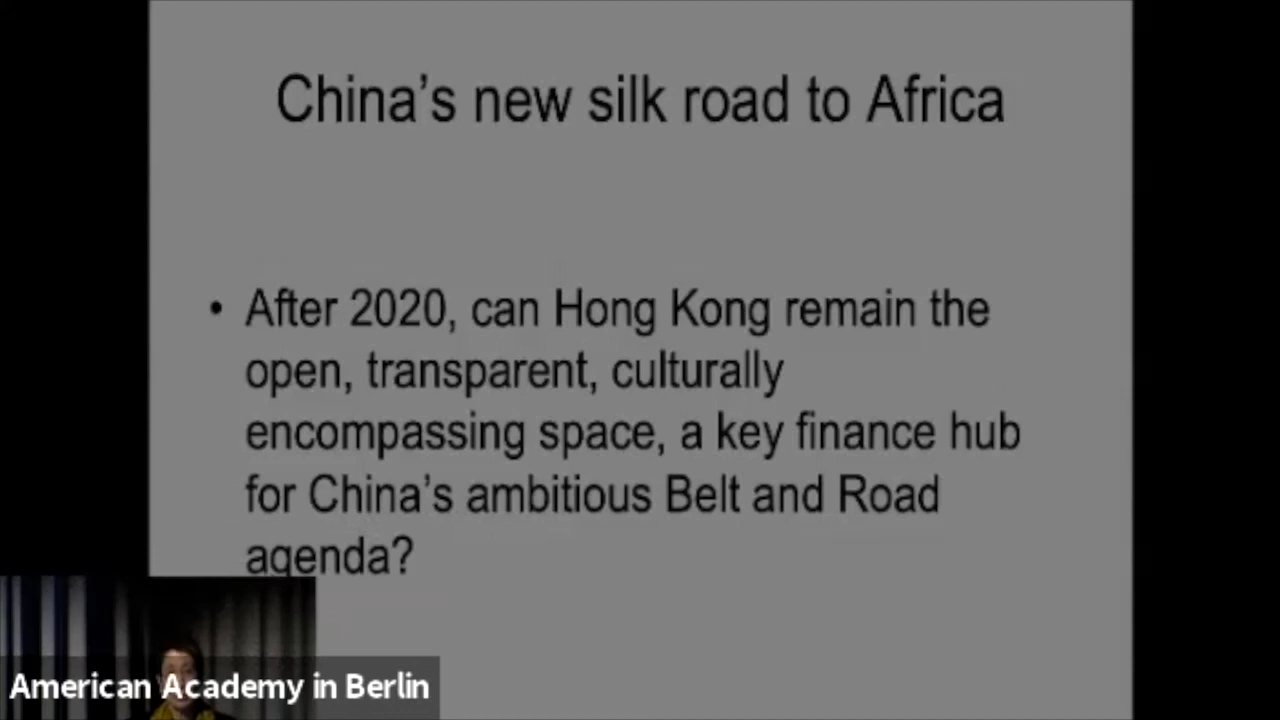 China's new silk road to Africa
• After 2020, can Hong Kong remain the
open, transparent, culturally
encompassing space, a key finance hub
for China's ambitious Belt and Road
agenda?
American Academy in Berlin